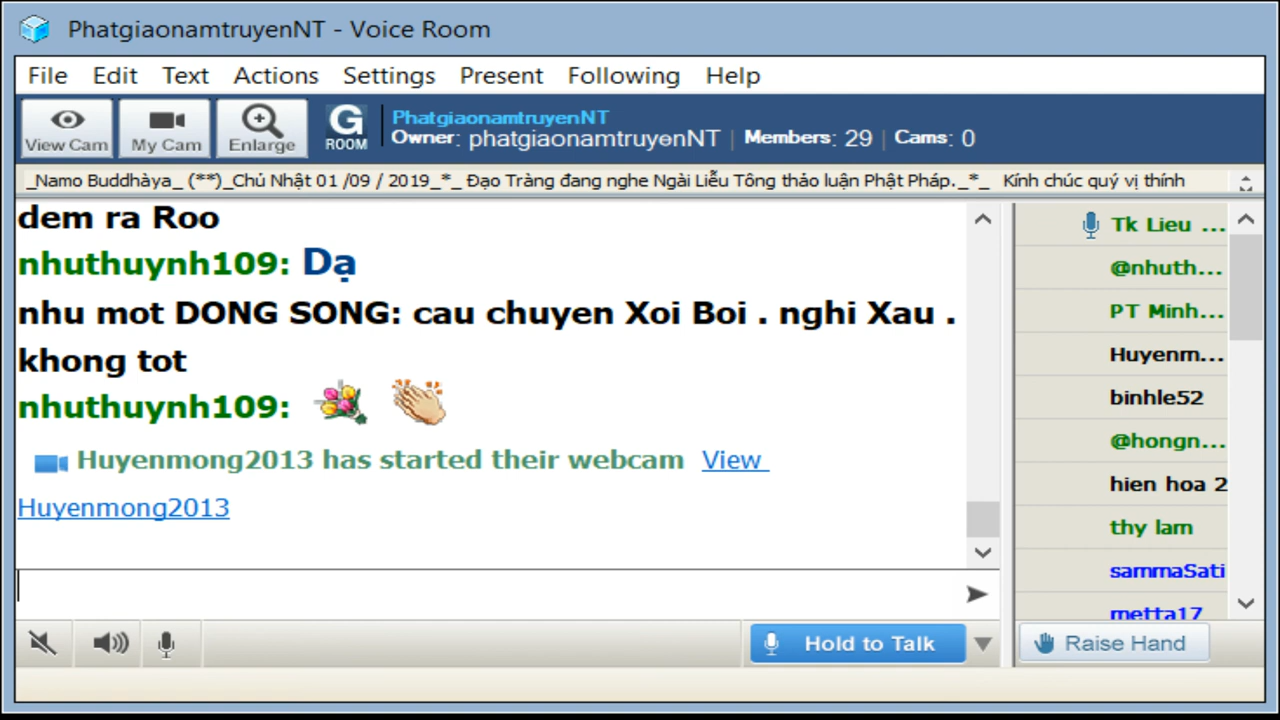 PhatgiaonamtruyenNT - Voice Room
File Edit Text Actions Settings Present Following Help
View Cam My Cam Enlarge G ROOM
PhatgiaonamtruyenNT
Owner: phatgiaonamtruyenNT | Members: 29 | Cams: 0
_Namo Buddhàya_ (**)_Chủ Nhật 01 /09 / 2019_*_ Đạo Tràng đang nghe Ngài Liễu Tông thảo luận Phật Pháp._*_ Kính chúc quý vị thính
dem ra Roo
nhuthuynh109: Dạ
nhu mot DONG SONG: cau chuyen Xoi Boi . nghi Xau .
khong tot
nhuthuynh109:
Huyenmong2013 has started their webcam View
Huyenmong2013
Tk Lieu ...
@nhuth...
PT Minh...
Huyenm...
binhle52
@hongn...
hien hoa 2
thy lam
sammaSati
metta17
Hold to Talk
Raise Hand